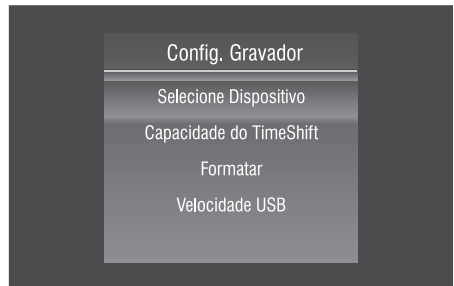 Config. Gravador
Selecione Dispositivo
Capacidade do TimeShift
Formatar
Velocidade USB